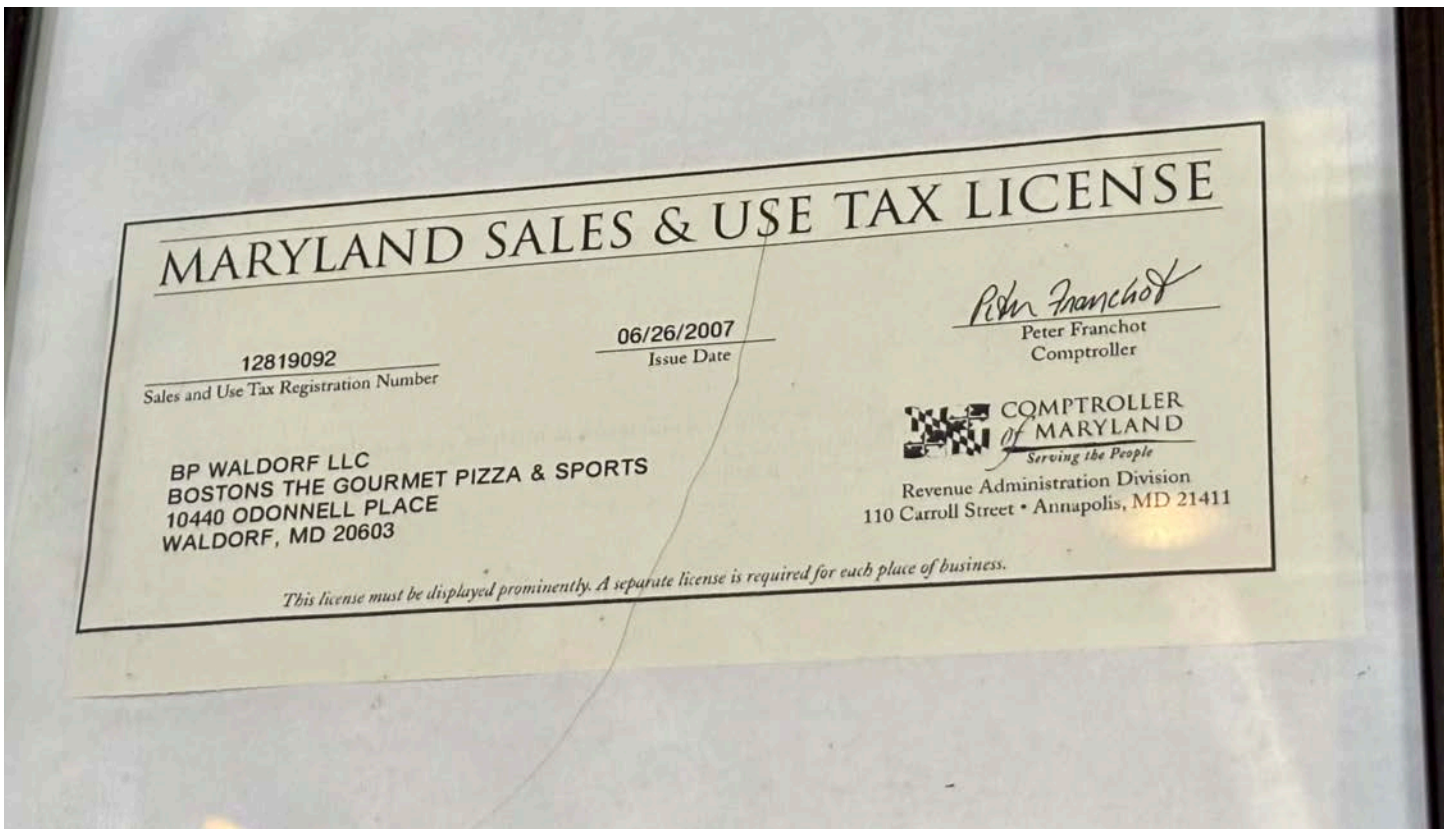 MARYLAND SALES & USE TAX LICENSE
12819092
Sales and Use Tax Registration Number
06/26/2007
Issue Date
Peter Franchot
Peter Franchot
Comptroller
COMPTROLLER
of MARYLAND
Serving the People
Revenue Administration Division
110 Carroll Street • Annapolis, MD 21411
BP WALDORF LLC
BOSTONS THE GOURMET PIZZA & SPORTS
10440 ODONNELL PLACE
WALDORF, MD 20603
This license must be displayed prominently. A separate license is required for each place of business.